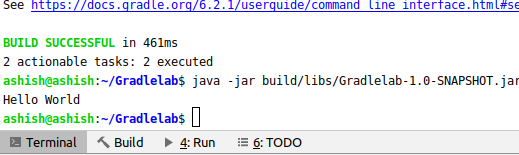 See https://docs.gradle.org/6.2.1/userguide/command_line_interface.html#se
BUILD SUCCESSFUL in 461ms
2 actionable tasks: 2 executed
ashish@ashish:~/Gradlelab$ java -jar build/libs/Gradlelab-1.0-SNAPSHOT.jar
Hello World
ashish@ashish:~/Gradlelab$
Terminal Build 4: Run 6: TODO